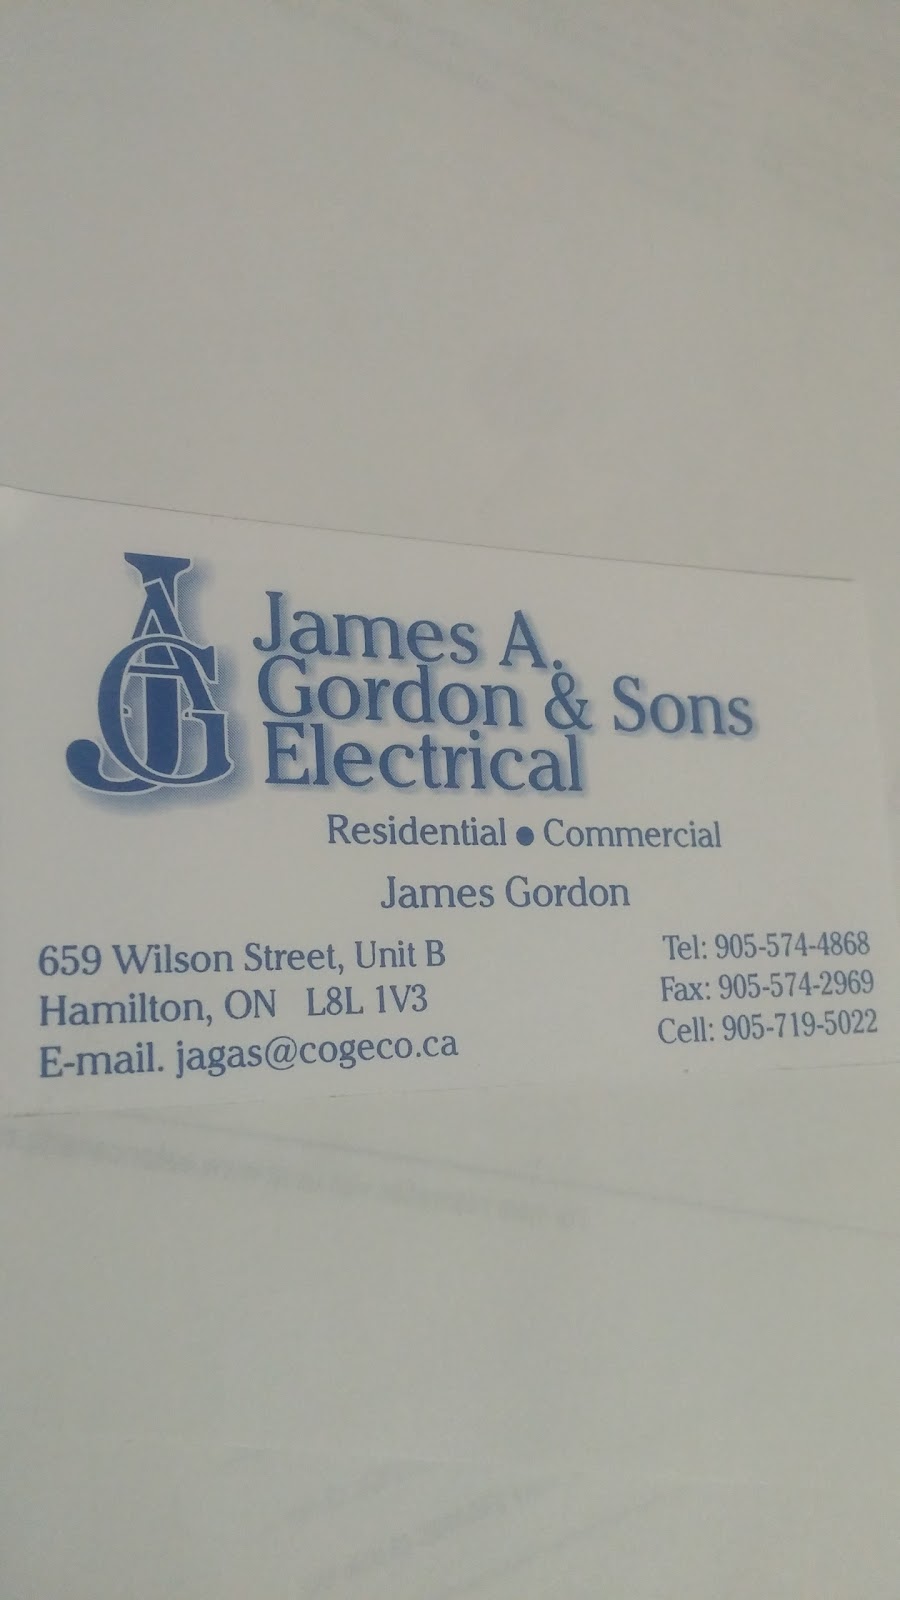 JAG
James A.
Gordon & Sons
Electrical
Residential • Commercial
James Gordon
659 Wilson Street, Unit B
Hamilton, ON L8L 1V3
E-mail. jagas@cogeco.ca
Tel: 905-574-4868
Fax: 905-574-2969
Cell: 905-719-5022